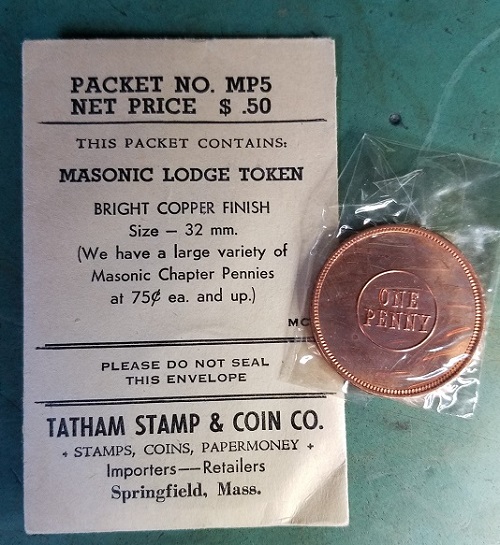 PACKET NO. MP5
NET PRICE $ .50
THIS PACKET CONTAINS:
MASONIC LODGE TOKEN
BRIGHT COPPER FINISH
Size — 32 mm.
(We have a large variety of
Masonic Chapter Pennies
at 75¢ ea. and up.)
MC
PLEASE DO NOT SEAL
THIS ENVELOPE
TATHAM STAMP & COIN CO.
+ STAMPS, COINS, PAPERMONEY +
Importers——Retailers
Springfield, Mass.
ONE
PENNY